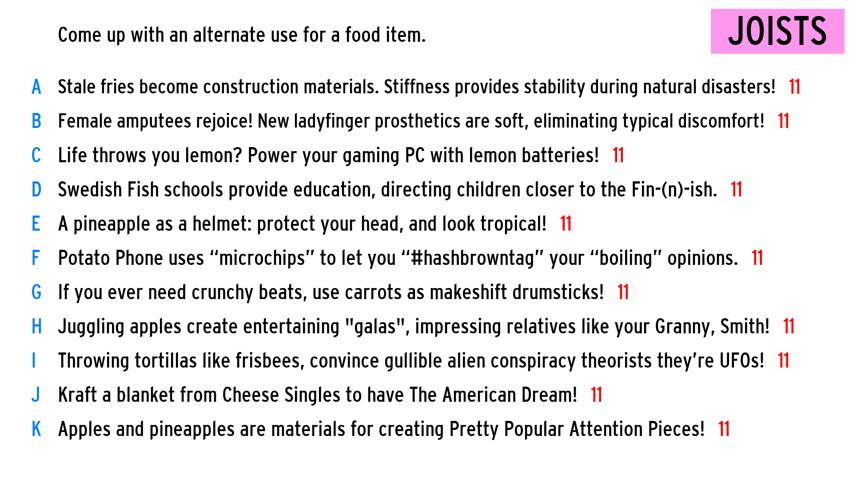 Come up with an alternate use for a food item.
JOISTS
A Stale fries become construction materials. Stiffness provides stability during natural disasters! 11
B Female amputees rejoice! New ladyfinger prosthetics are soft, eliminating typical discomfort! 11
C Life throws you lemon? Power your gaming PC with lemon batteries! 11
D Swedish Fish schools provide education, directing children closer to the Fin-(n)-ish. 11
E A pineapple as a helmet: protect your head, and look tropical! 11
F Potato Phone uses “microchips” to let you “#hashbrowntag” your “boiling” opinions. 11
G If you ever need crunchy beats, use carrots as makeshift drumsticks! 11
H Juggling apples create entertaining "galas", impressing relatives like your Granny, Smith! 11
I Throwing tortillas like frisbees, convince gullible alien conspiracy theorists they’re UFOs! 11
J Kraft a blanket from Cheese Singles to have The American Dream! 11
K Apples and pineapples are materials for creating Pretty Popular Attention Pieces! 11